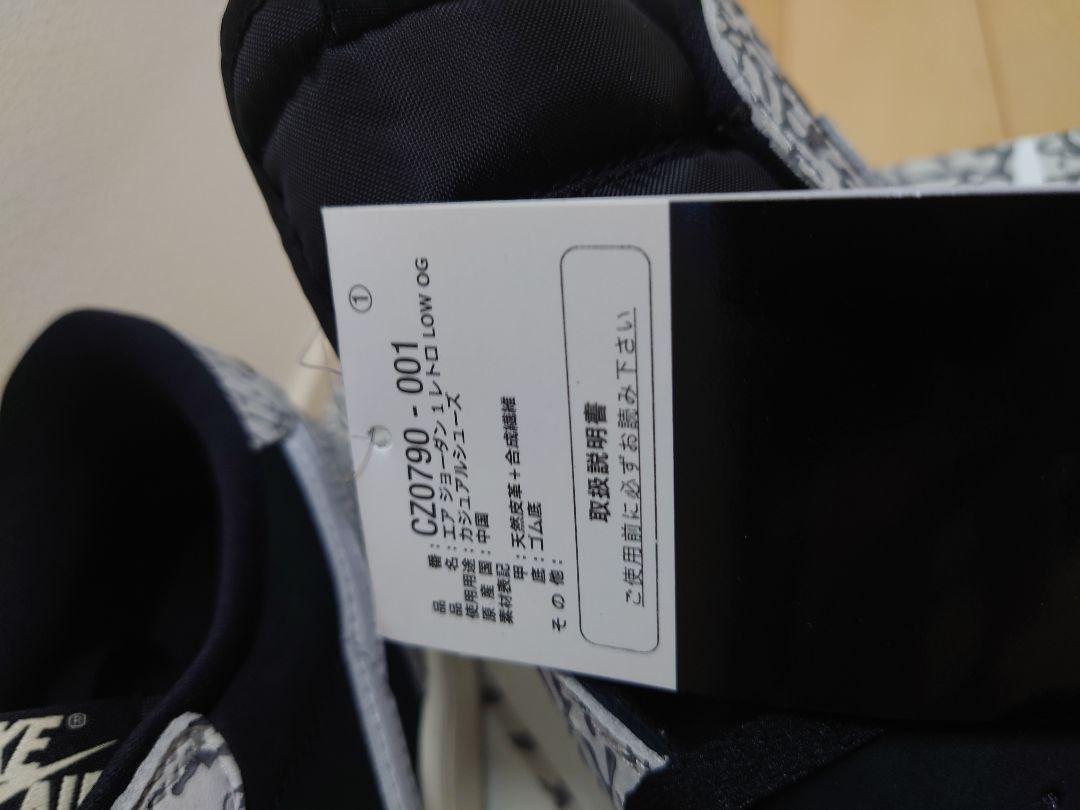 ①
品番：CZ0790 - 001
品名：エア ジョーダン 1 レトロ LOW OG
使用用途：カジュアルシューズ
原産国：中国
素材表記
甲：天然皮革＋合成繊維
底：ゴム底
その他：
取扱説明書
ご使用前に必ずお読み下さい
KE®